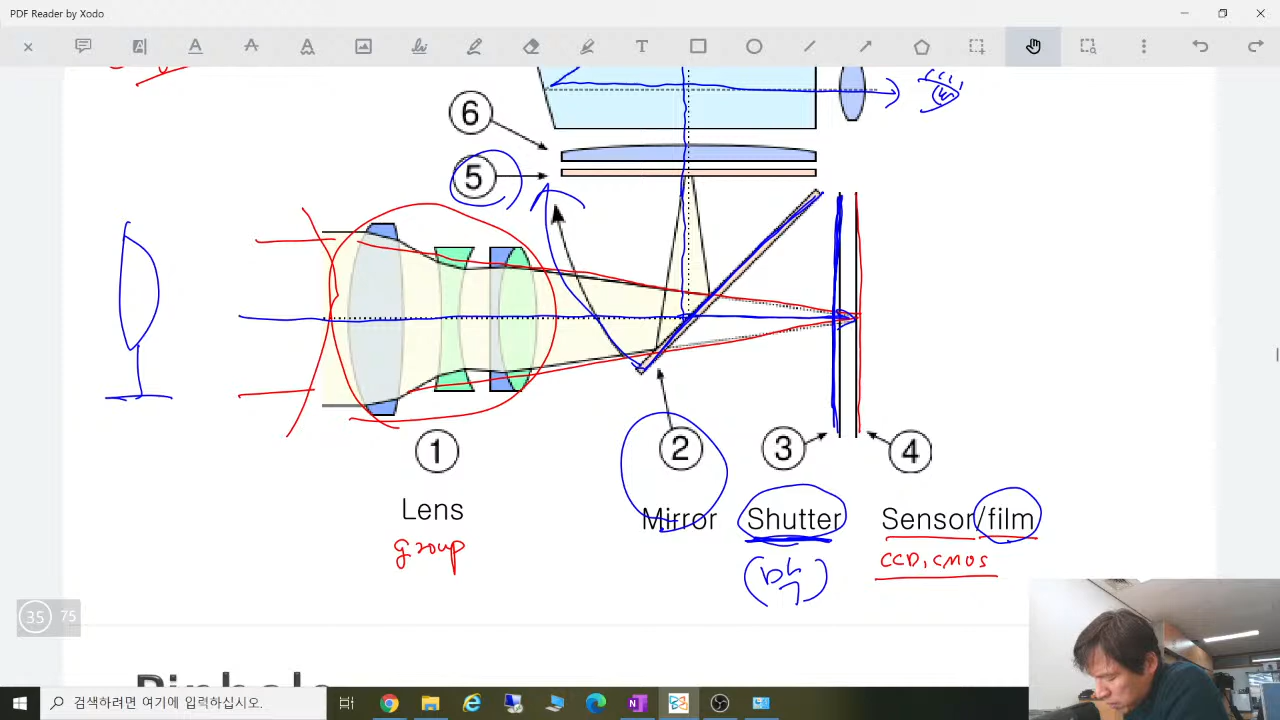 PDF Reader by Xodo
T
6
5
1
2
3
4
Lens
Mirror
Shutter
Sensor/film
group
CCD, CMOS
35 75
Pinhole
검색하려면 여기에 입력하십시오.